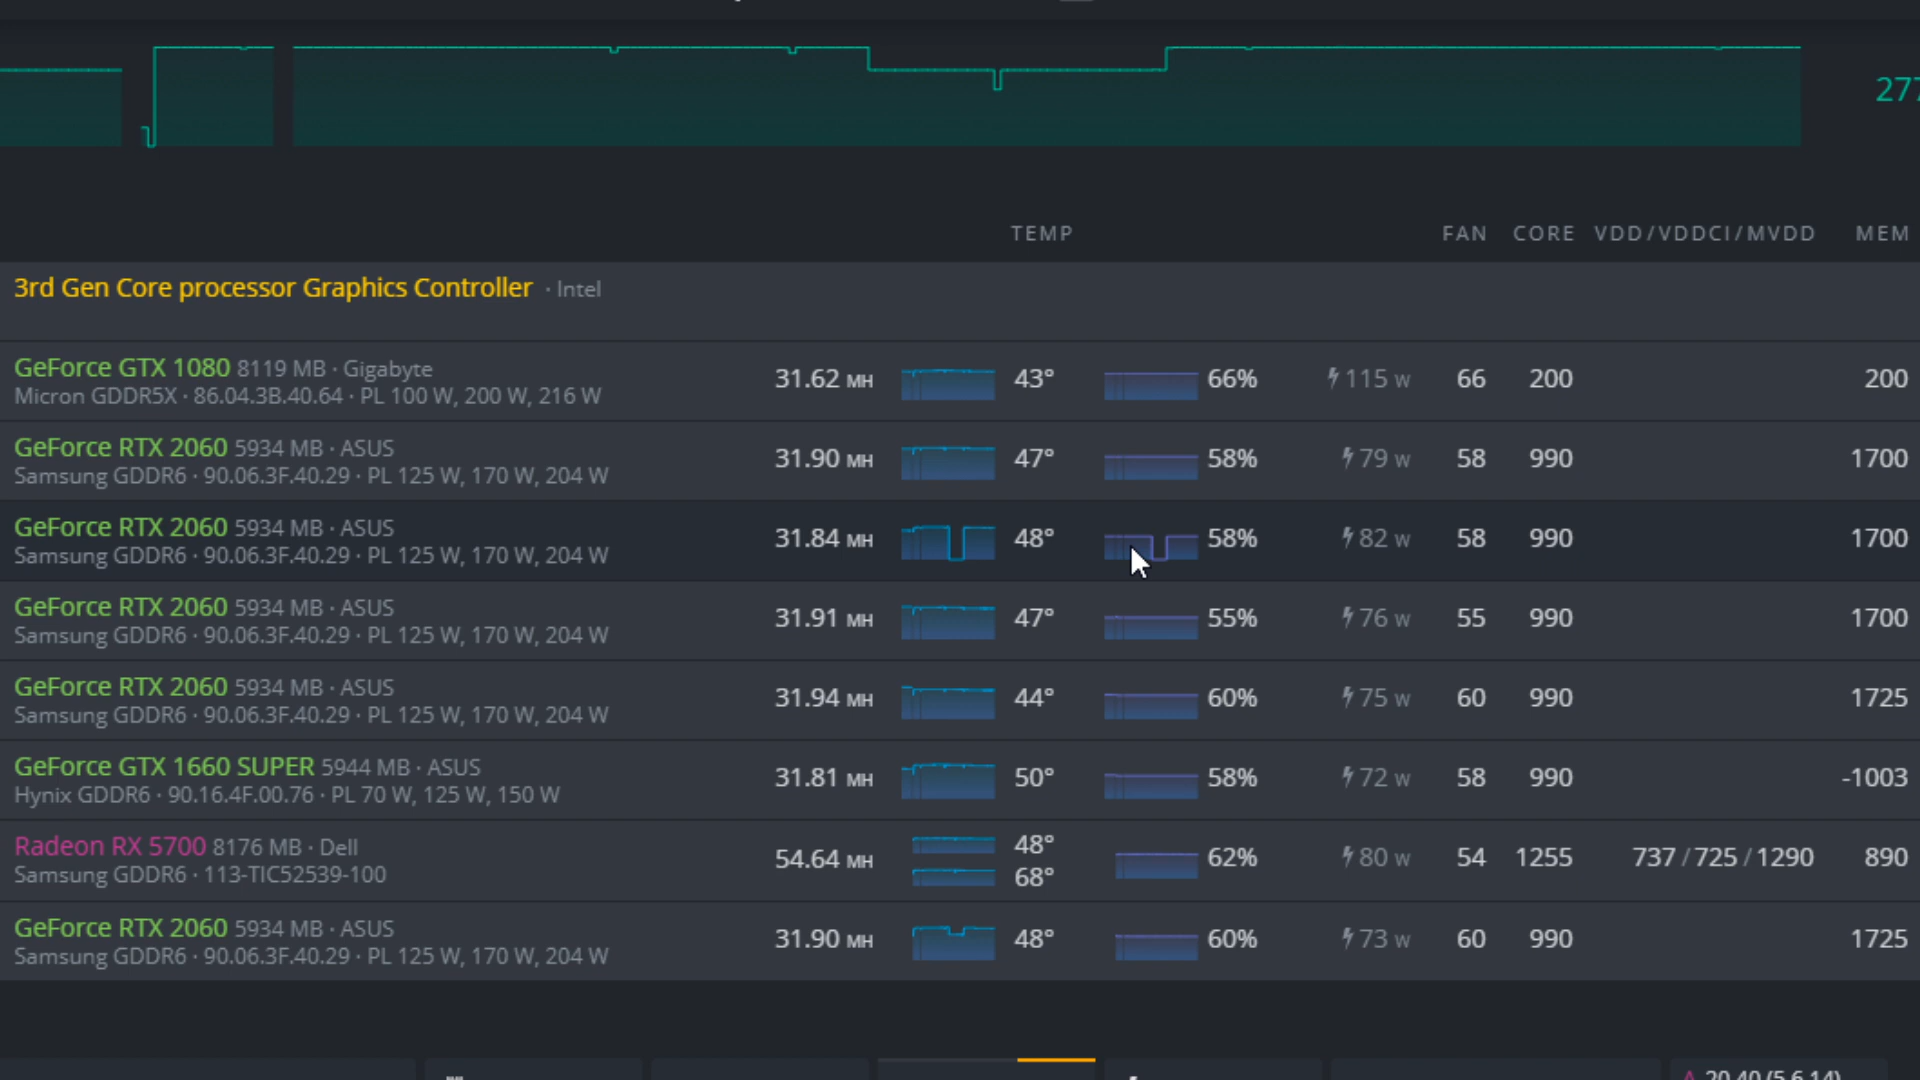 277
TEMP FAN CORE VDD/VDDCI/MVDD MEM
3rd Gen Core processor Graphics Controller · Intel
GeForce GTX 1080 8119 MB · Gigabyte
Micron GDDR5X · 86.04.3B.40.64 · PL 100 W, 200 W, 216 W
31.62 MH 43° 66% 115 W 66 200 200
GeForce RTX 2060 5934 MB · ASUS
Samsung GDDR6 · 90.06.3F.40.29 · PL 125 W, 170 W, 204 W
31.90 MH 47° 58% 79 W 58 990 1700
GeForce RTX 2060 5934 MB · ASUS
Samsung GDDR6 · 90.06.3F.40.29 · PL 125 W, 170 W, 204 W
31.84 MH 48° 58% 82 W 58 990 1700
GeForce RTX 2060 5934 MB · ASUS
Samsung GDDR6 · 90.06.3F.40.29 · PL 125 W, 170 W, 204 W
31.91 MH 47° 55% 76 W 55 990 1700
GeForce RTX 2060 5934 MB · ASUS
Samsung GDDR6 · 90.06.3F.40.29 · PL 125 W, 170 W, 204 W
31.94 MH 44° 60% 75 W 60 990 1725
GeForce GTX 1660 SUPER 5944 MB · ASUS
Hynix GDDR6 · 90.16.4F.00.76 · PL 70 W, 125 W, 150 W
31.81 MH 50° 58% 72 W 58 990 -1003
Radeon RX 5700 8176 MB · Dell
Samsung GDDR6 · 113-TIC52539-100
54.64 MH 48° 68° 62% 80 W 54 1255 737/725/1290 890
GeForce RTX 2060 5934 MB · ASUS
Samsung GDDR6 · 90.06.3F.40.29 · PL 125 W, 170 W, 204 W
31.90 MH 48° 60% 73 W 60 990 1725
A 20.40 (5.6.14)